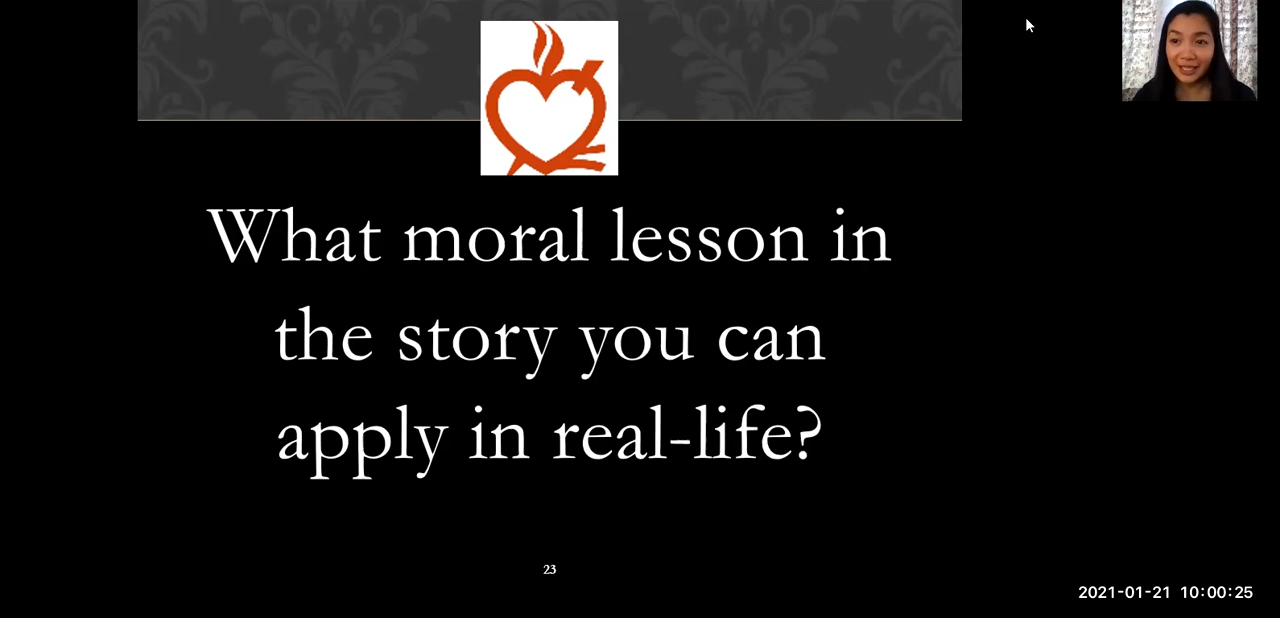 What moral lesson in
the story you can
apply in real-life?
23
2021-01-21 10:00:25